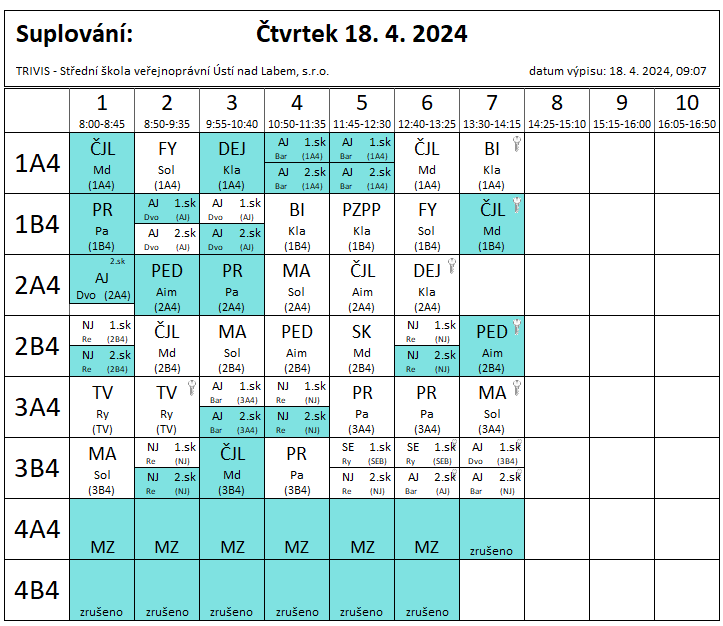 Suplování: Čtvrtek 18. 4. 2024
TRIVIS - Střední škola veřejnoprávní Ústí nad Labem, s.r.o. datum výpisu: 18. 4. 2024, 09:07
1 2 3 4 5 6 7 8 9 10
8:00-8:45 8:50-9:35 9:55-10:40 10:50-11:35 11:45-12:30 12:40-13:25 13:30-14:15 14:25-15:10 15:15-16:00 16:05-16:50
1A4
ČJL FY DEJ AJ 1.sk AJ 1.sk ČJL BI
Bar (1A4) Bar (1A4)
Md Sol Kla AJ 2.sk AJ 2.sk Md Kla
(1A4) (1A4) (1A4) Bar (1A4) Bar (1A4) (1A4) (1A4)
1B4
PR AJ 1.sk AJ 1.sk BI PZPP FY ČJL
Dvo (AJ) Dvo (AJ)
Pa AJ 2.sk AJ 2.sk Kla Kla Sol Md
(1B4) Dvo (AJ) Dvo (AJ) (1B4) (1B4) (1B4) (1B4)
2A4
2.sk
AJ PED PR MA ČJL DEJ
Dvo (2A4) Aim Pa Sol Aim Kla
(2A4) (2A4) (2A4) (2A4) (2A4)
2B4
NJ 1.sk ČJL MA PED SK NJ 1.sk PED
Re (2B4) Re (NJ)
NJ 2.sk Md Sol Aim Md NJ 2.sk Aim
Re (2B4) (2B4) (2B4) (2B4) (2B4) Re (NJ) (2B4)
3A4
TV TV AJ 1.sk NJ 1.sk PR PR MA
Bar (3A4) Re (NJ)
Ry Ry AJ 2.sk NJ 2.sk Pa Pa Sol
(TV) (TV) Bar (3A4) Re (NJ) (3A4) (3A4) (3A4)
3B4
MA NJ 1.sk ČJL PR SE 1.sk SE 1.sk AJ 1.sk
Re (NJ) Ry (SEB) Ry (SEB) Dvo (3B4)
Sol NJ 2.sk Md Pa NJ 2.sk AJ 2.sk AJ 2.sk
(3B4) Re (NJ) (3B4) (3B4) Re (NJ) Bar (AJ) Bar (NJ)
4A4
MZ MZ MZ MZ MZ MZ zrušeno
4B4
zrušeno zrušeno zrušeno zrušeno zrušeno zrušeno